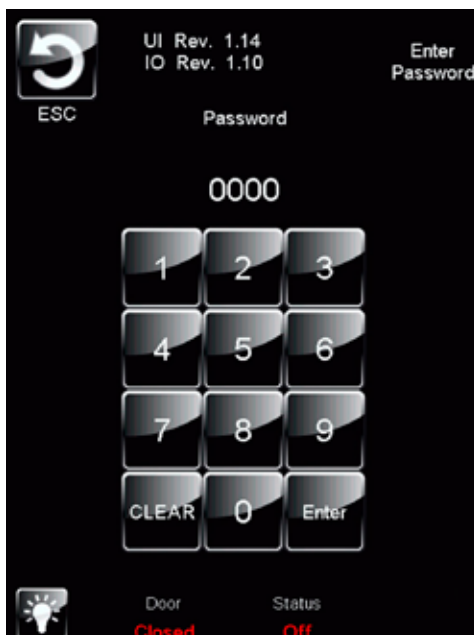 UI Rev. 1.14
IO Rev. 1.10
Enter
Password
ESC
Password
0000
1 2 3
4 5 6
7 8 9
CLEAR 0 Enter
Door Status
Closed Off